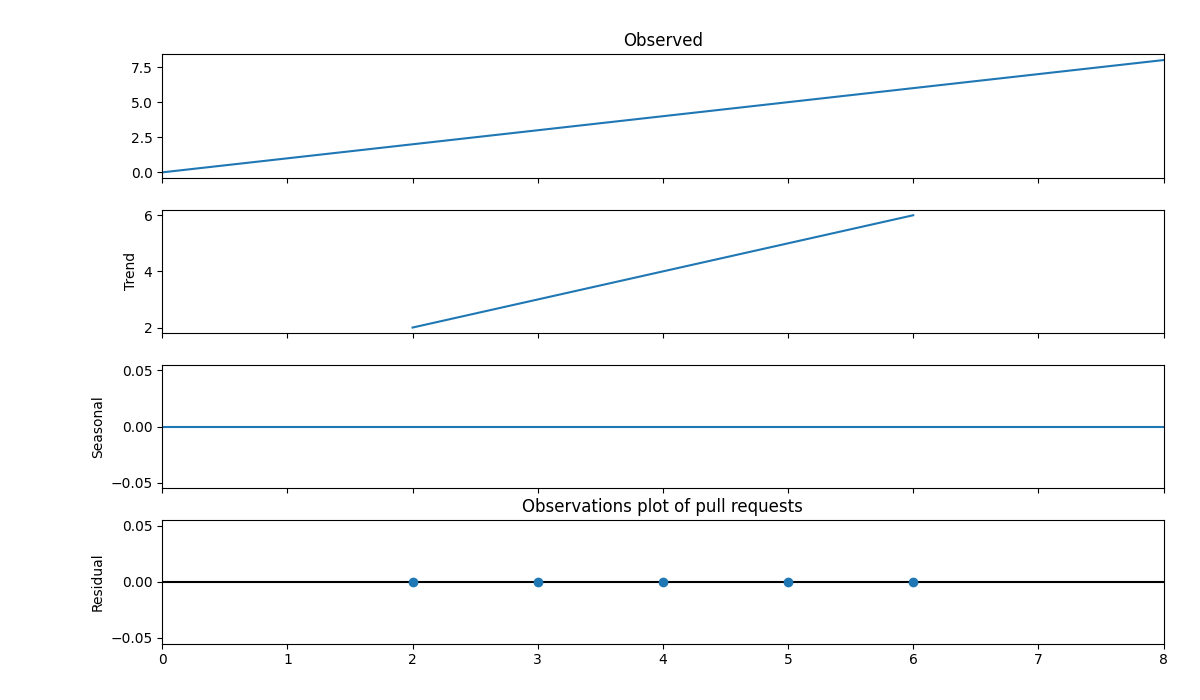 Observed
7.5
5.0
2.5
0.0
Trend
6
4
2
Seasonal
0.05
0.00
−0.05
Observations plot of pull requests
Residual
0.05
0.00
−0.05
0 1 2 3 4 5 6 7 8